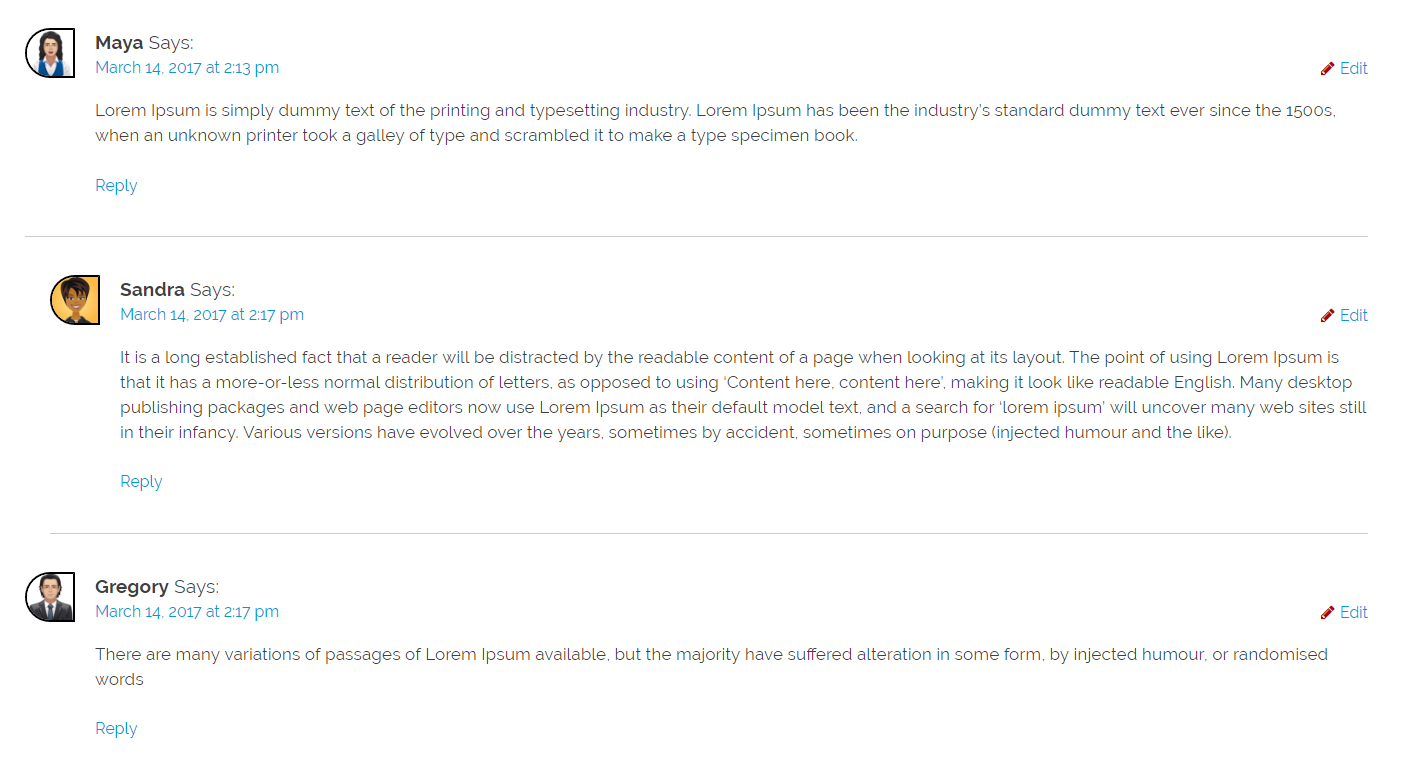 Maya Says:
March 14, 2017 at 2:13 pm
Edit
Lorem Ipsum is simply dummy text of the printing and typesetting industry. Lorem Ipsum has been the industry’s standard dummy text ever since the 1500s,
when an unknown printer took a galley of type and scrambled it to make a type specimen book.
Reply
Sandra Says:
March 14, 2017 at 2:17 pm
Edit
It is a long established fact that a reader will be distracted by the readable content of a page when looking at its layout. The point of using Lorem Ipsum is
that it has a more-or-less normal distribution of letters, as opposed to using ‘Content here, content here’, making it look like readable English. Many desktop
publishing packages and web page editors now use Lorem Ipsum as their default model text, and a search for ‘lorem ipsum’ will uncover many web sites still
in their infancy. Various versions have evolved over the years, sometimes by accident, sometimes on purpose (injected humour and the like).
Reply
Gregory Says:
March 14, 2017 at 2:17 pm
Edit
There are many variations of passages of Lorem Ipsum available, but the majority have suffered alteration in some form, by injected humour, or randomised
words
Reply